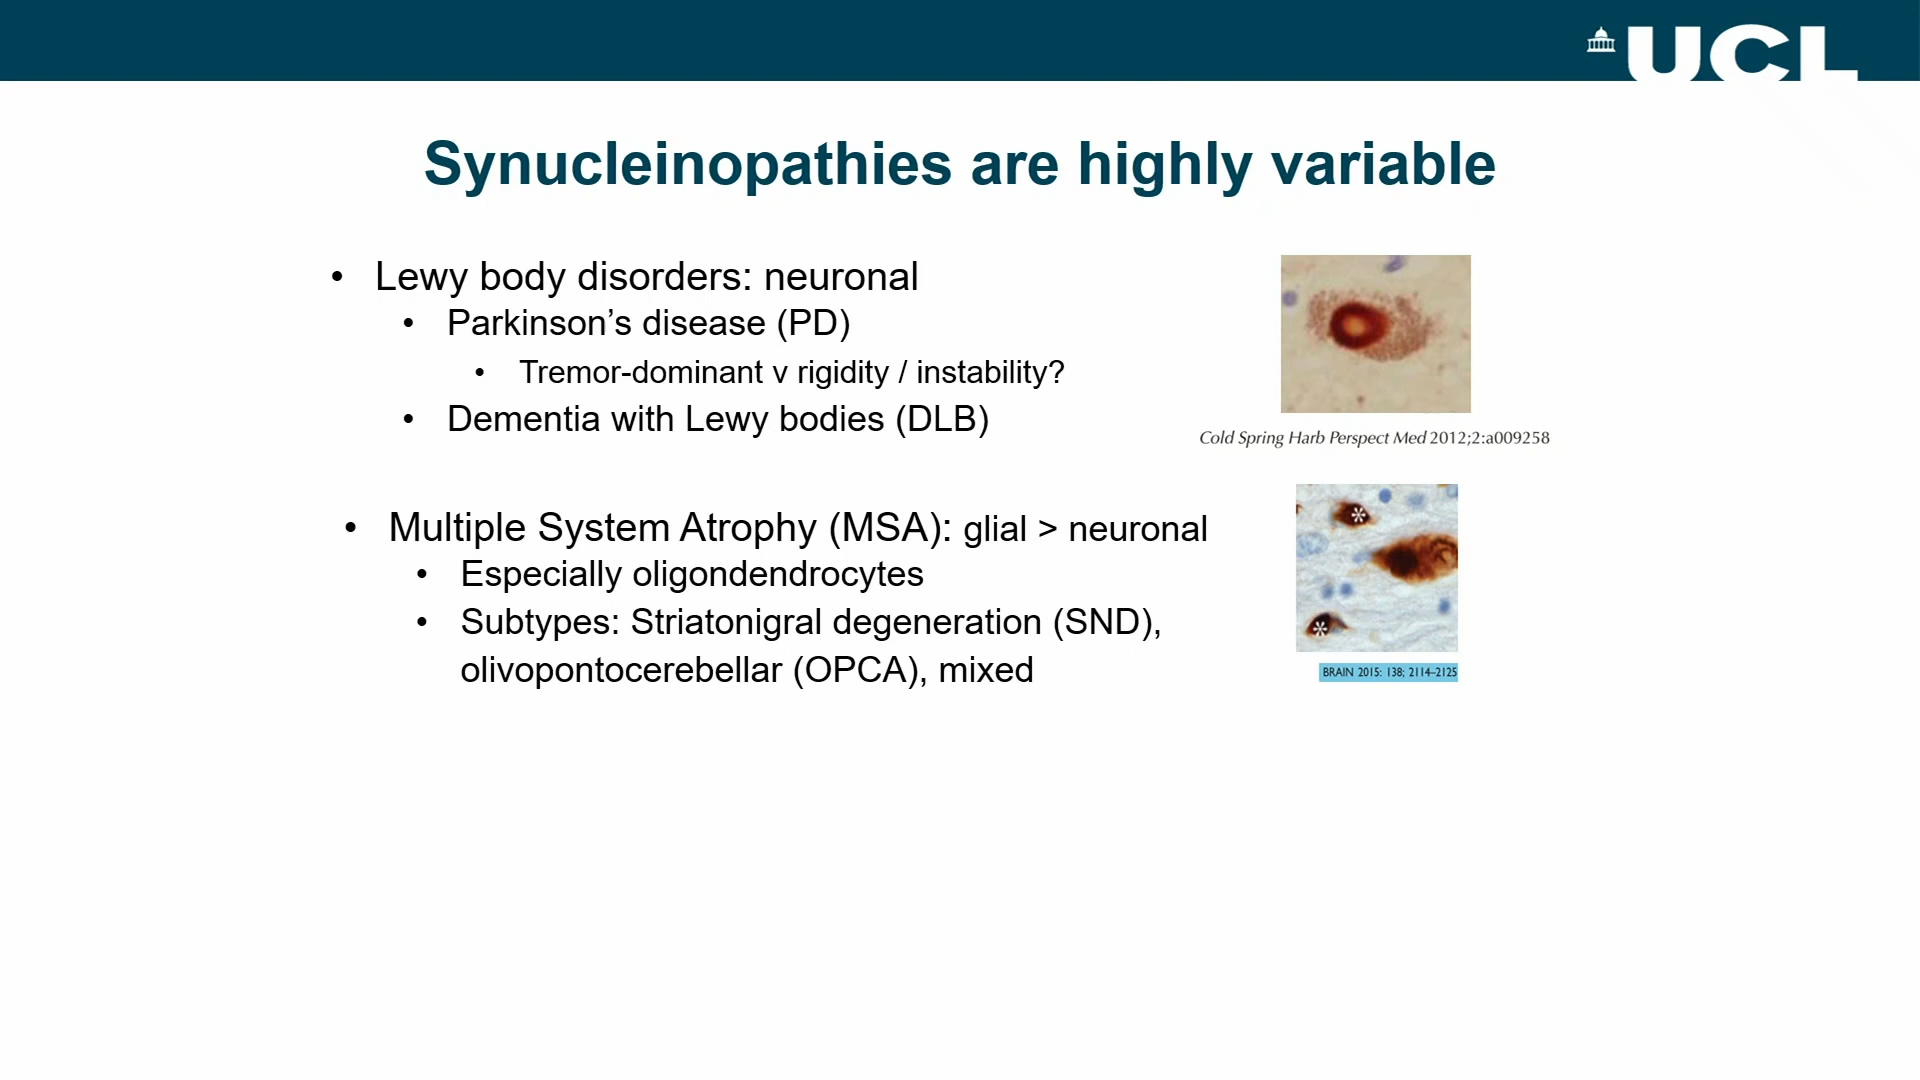 UCL
Synucleinopathies are highly variable
• Lewy body disorders: neuronal
• Parkinson’s disease (PD)
• Tremor-dominant v rigidity / instability?
• Dementia with Lewy bodies (DLB)
Cold Spring Harb Perspect Med 2012;2:a009258
• Multiple System Atrophy (MSA): glial > neuronal
• Especially oligondendrocytes
• Subtypes: Striatonigral degeneration (SND),
olivopontocerebellar (OPCA), mixed
* 
*
BRAIN 2015: 138; 2114–2125